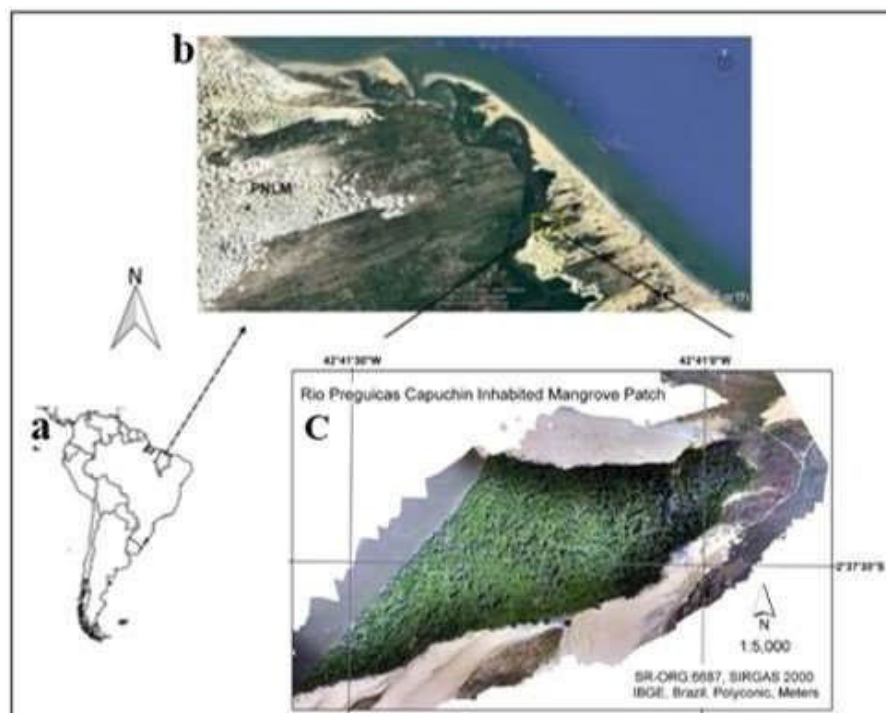 b
PNLM
N
a
42°41'30"W
42°41'0"W
Rio Preguicas Capuchin Inhabited Mangrove Patch
C
2°37'30"S
N
1:5,000
SR-ORG:6687, SIRGAS 2000
IBGE, Brazil. Polyconic, Meters